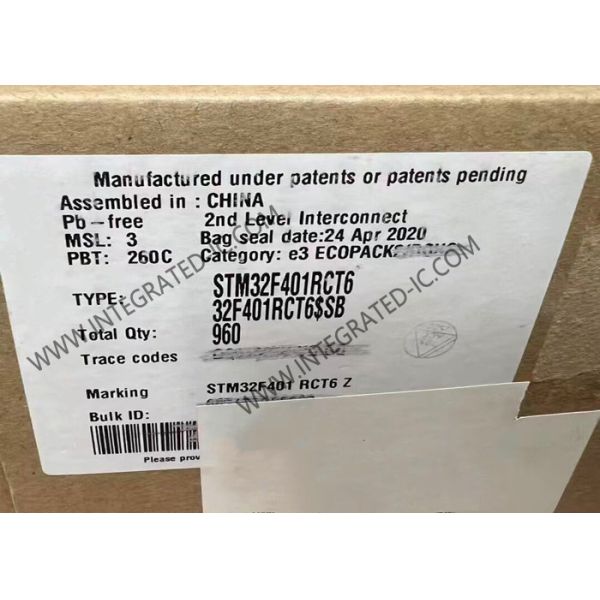 Manufactured under patents or patents pending
Assembled in : CHINA
Pb-free 2nd Level Interconnect
MSL: 3 Bag seal date:24 Apr 2020
PBT: 260C Category: e3 ECOPACK
TYPE: STM32F401RCT6
32F401RCT6$SB
Total Qty: 960
Trace codes
Marking STM32F401 RCT6 Z
Bulk ID:
Please
WWW.INTEGRATED-IC.COM
WWW.INTEGRATED-IC.COM